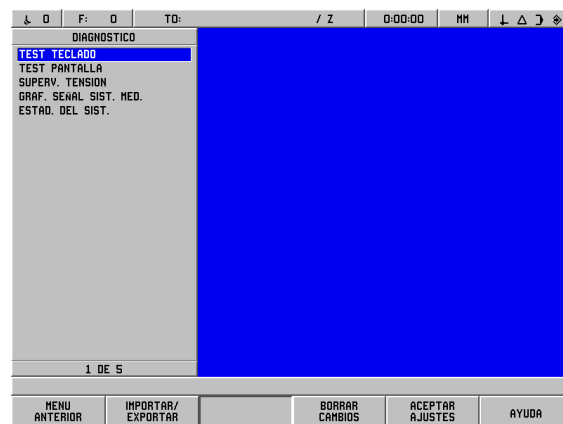 0 F: 0 TO: / Z 0:00:00 MM
DIAGNOSTICO
TEST TECLADO
TEST PANTALLA
SUPERV. TENSION
GRAF. SEÑAL SIST. MED.
ESTAD. DEL SIST.
1 DE 5
MENU ANTERIOR
IMPORTAR/ EXPORTAR
BORRAR CAMBIOS
ACEPTAR AJUSTES
AYUDA